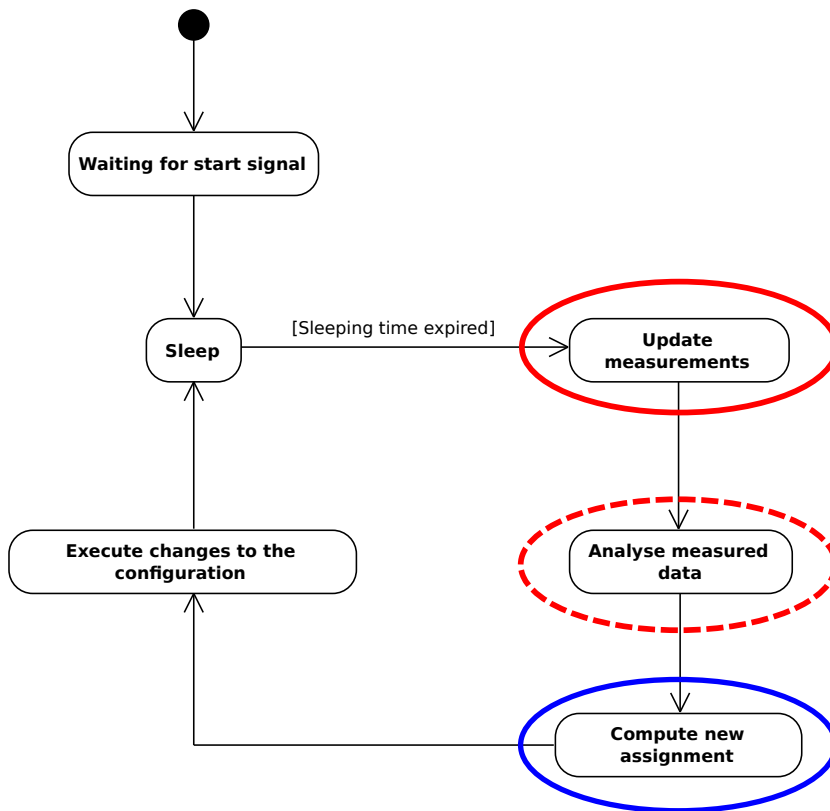 Waiting for start signal
[Sleeping time expired]
Sleep
Update
measurements
Execute changes to the
configuration
Analyse measured
data
Compute new
assignment